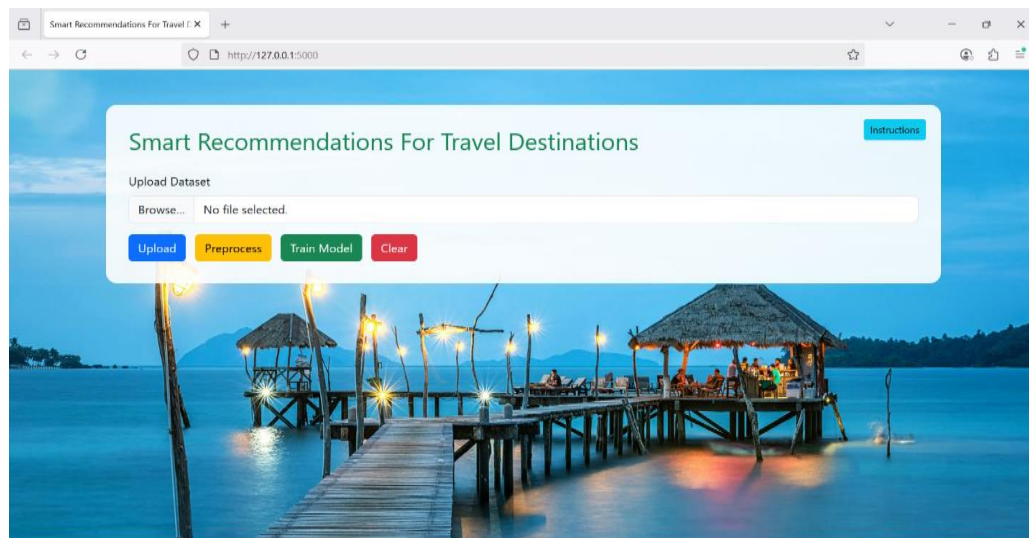 Smart Recommendations For Travel D
http://127.0.0.1:5000
Instructions
Smart Recommendations For Travel Destinations
Upload Dataset
Browse... No file selected.
Upload Preprocess Train Model Clear